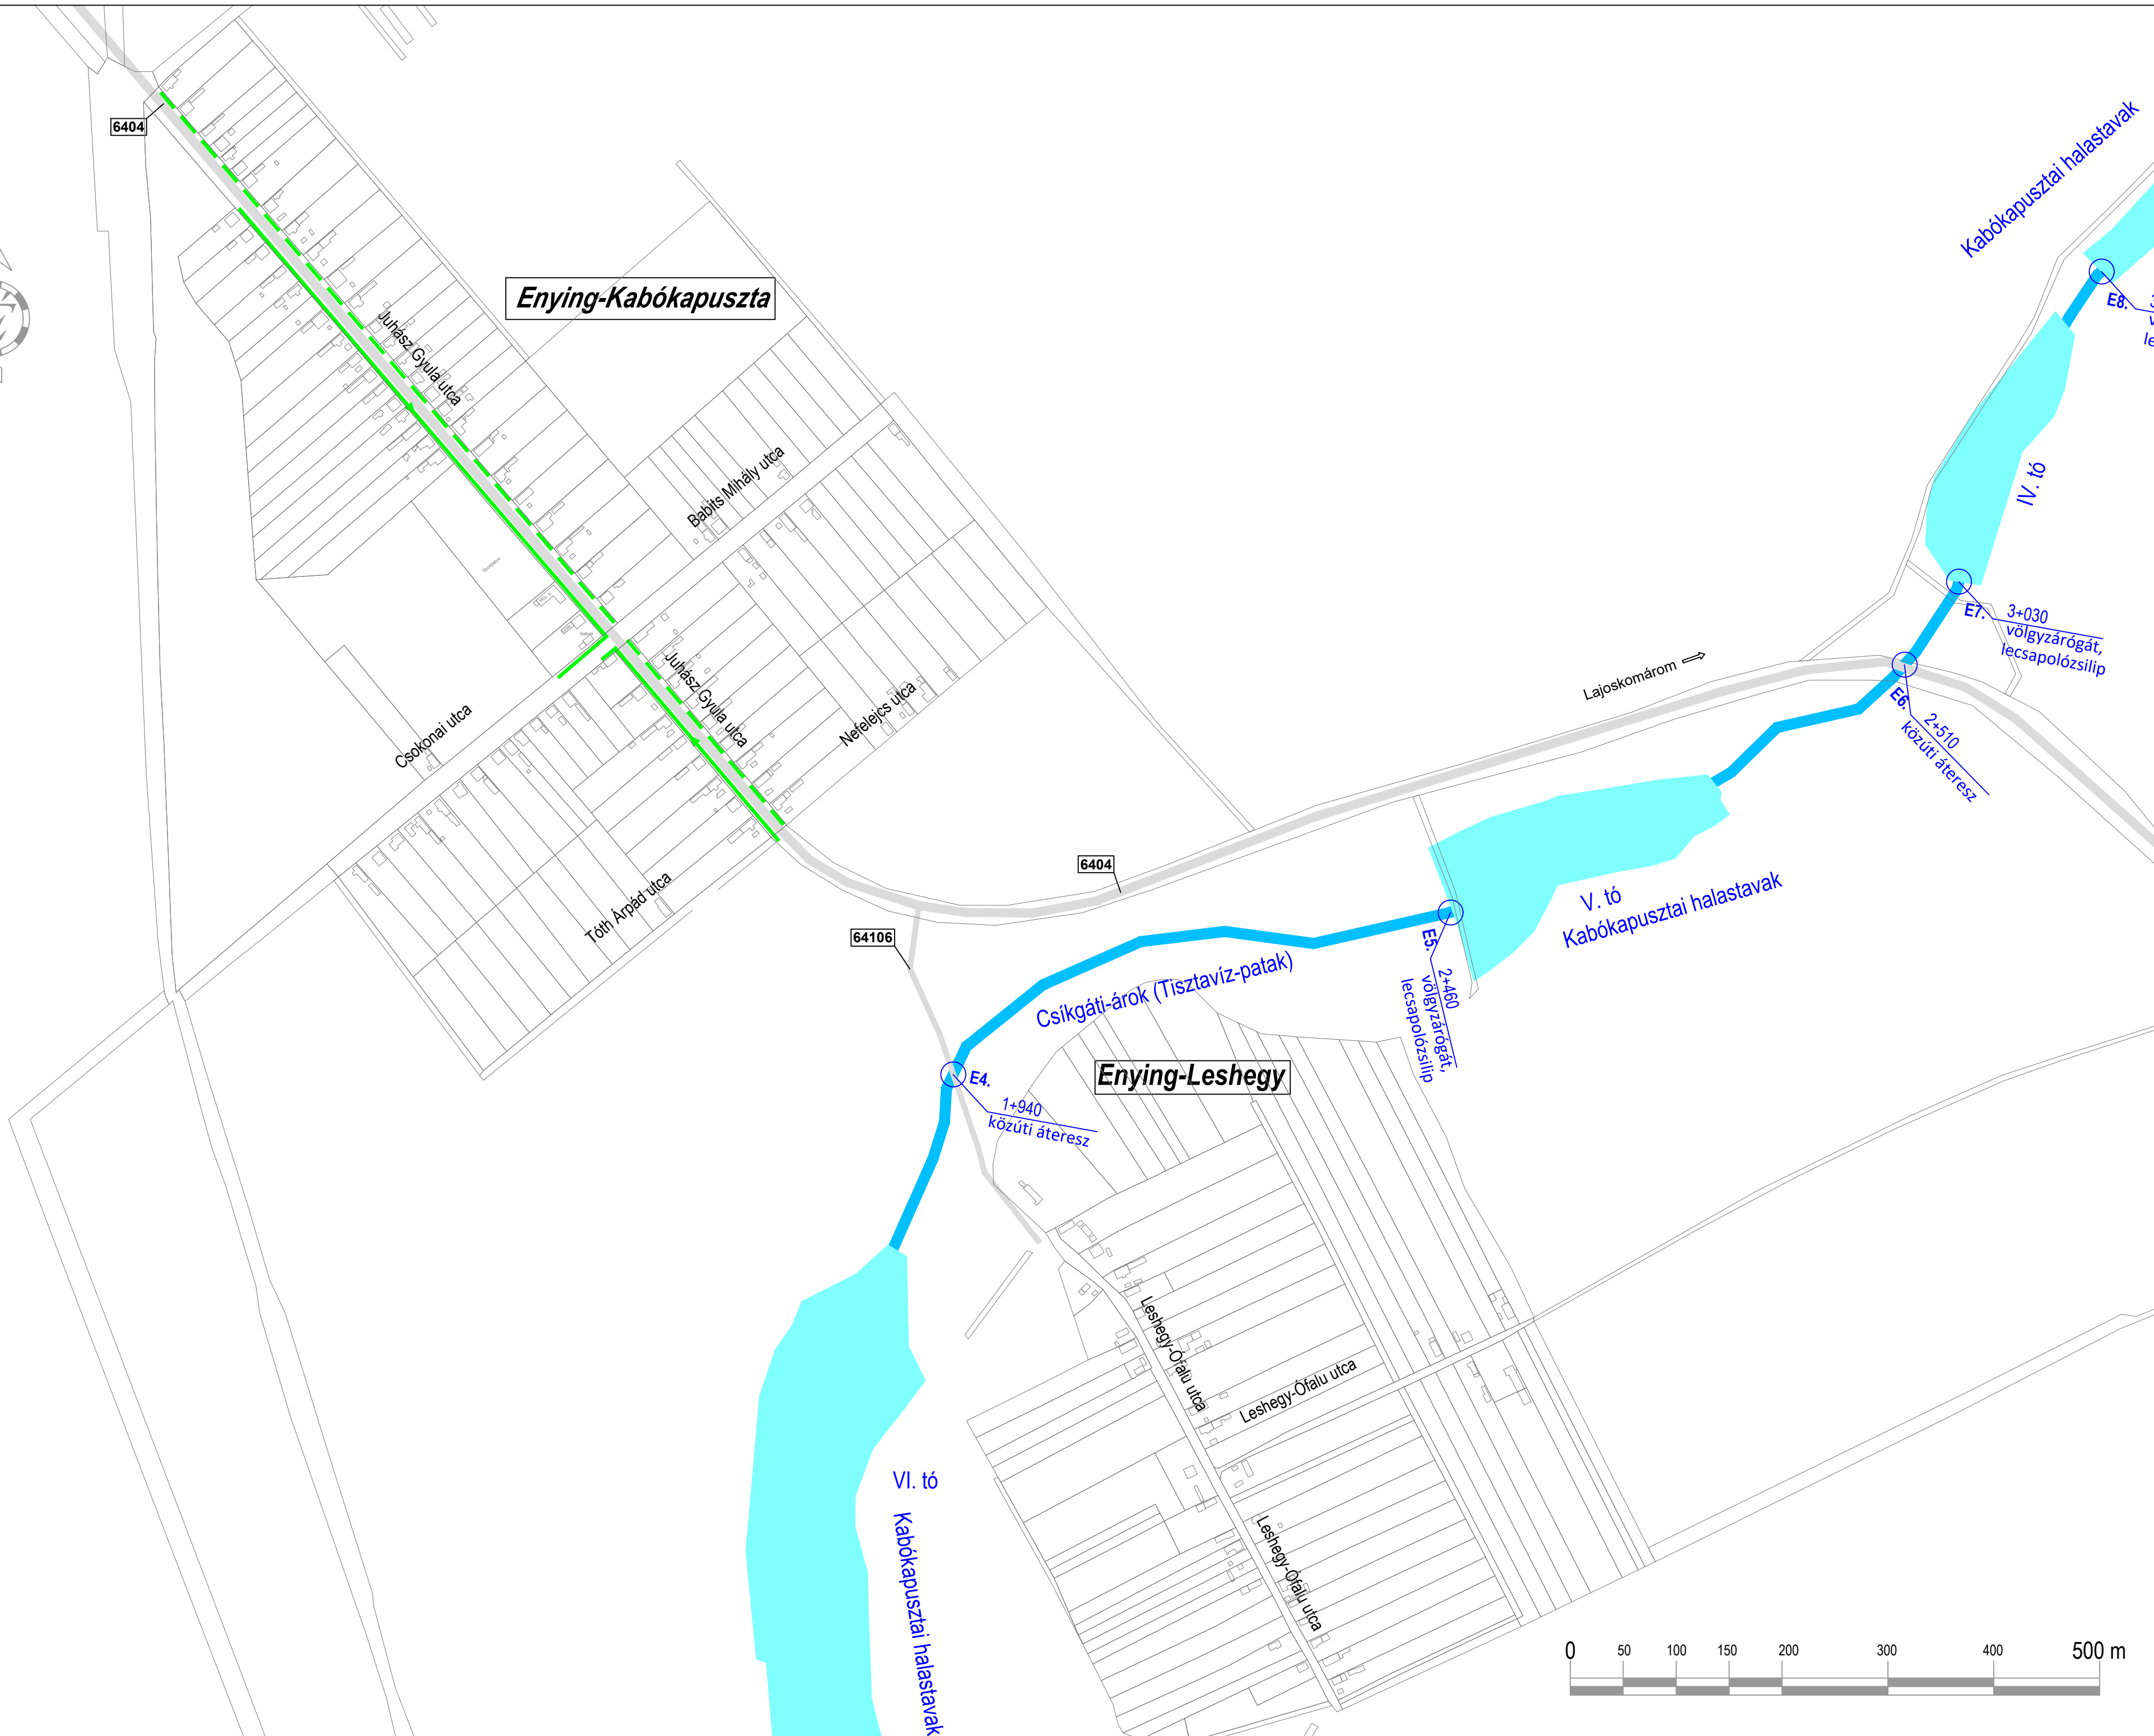 6404
Enying-Kabókapuszta
Kabókapusztai halastavak
E8.
Juhász Gyula utca
Babits Mihály utca
IV. tó
E7.
3+030
völgyzárógát,
lecsapolózsilip
Juhász Gyula utca
Nefelejcs utca
Csokonai utca
Lajoskomárom
E6.
2+510
közúti áteresz
Tóth Árpád utca
6404
64106
V. tó
Kabókapusztai halastavak
E5.
2+460
völgyzárógát,
lecsapolózsilip
Csíkgáti-árok (Tisztavíz-patak)
Enying-Leshegy
E4.
1+940
közúti áteresz
Leshegy-Ófalu utca
Leshegy-Ófalu utca
VI. tó
Kabókapusztai halastavak
Leshegy-Ófalu utca
0 50 100 150 200 300 400 500 m